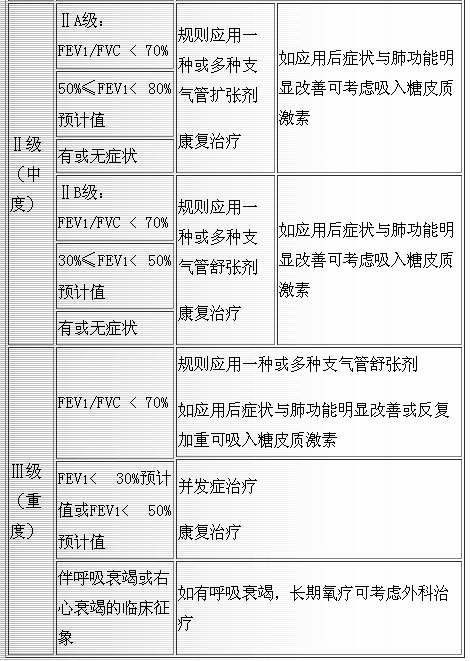 Ⅱ级
（中
度）
ⅡA级：
FEV1/FVC < 70%
50%≤FEV1< 80%
预计值
有或无症状
规则应用一
种或多种支
气管扩张剂
康复治疗
如应用后症状与肺功能明
显改善可考虑吸入糖皮质
激素
ⅡB级：
FEV1/FVC < 70%
30%≤FEV1< 50%
预计值
有或无症状
规则应用一
种或多种支
气管舒张剂
康复治疗
如应用后症状与肺功能明
显改善可考虑吸入糖皮质
激素
Ⅲ级
（重
度）
FEV1/FVC < 70%
规则应用一种或多种支气管舒张剂
如应用后症状与肺功能明显改善或反复
加重可吸入糖皮质激素
FEV1< 30%预计
值或FEV1< 50%
预计值
并发症治疗
康复治疗
伴呼吸衰竭或右
心衰竭的临床征
象
如有呼吸衰竭，长期氧疗可考虑外科治
疗